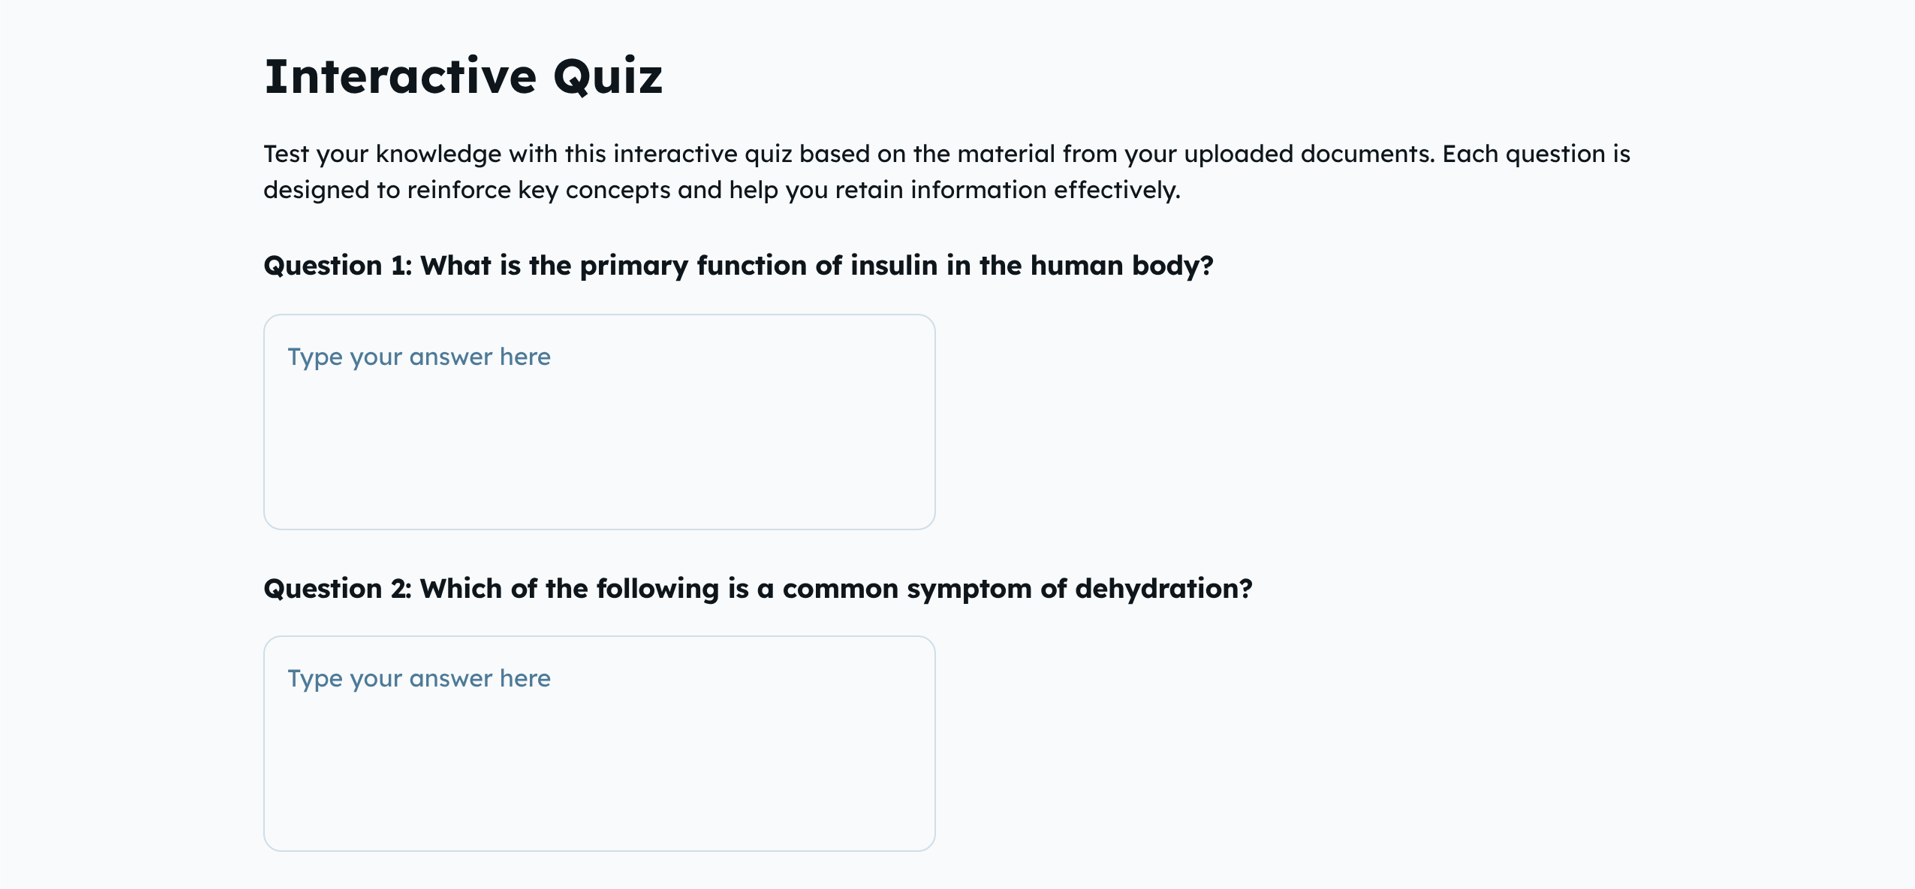 Interactive Quiz
Test your knowledge with this interactive quiz based on the material from your uploaded documents. Each question is
designed to reinforce key concepts and help you retain information effectively.
Question 1: What is the primary function of insulin in the human body?
Type your answer here
Question 2: Which of the following is a common symptom of dehydration?
Type your answer here